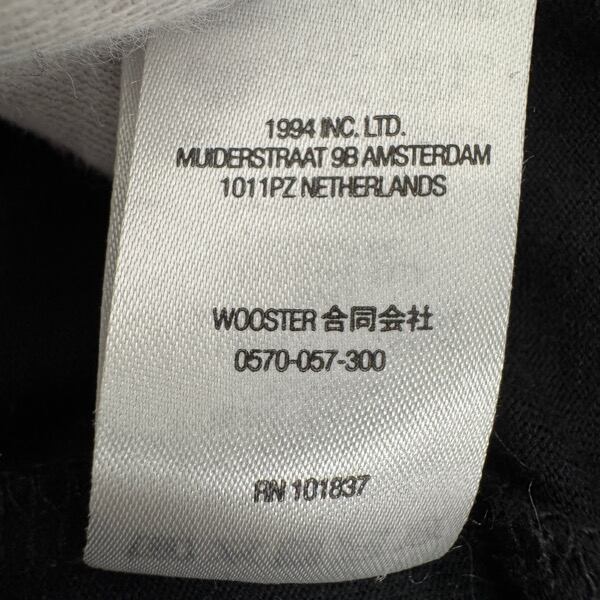 1994 INC. LTD.
MUIDERSTRAAT 9B AMSTERDAM
1011PZ NETHERLANDS
WOOSTER 合同会社
0570-057-300
RN 101837